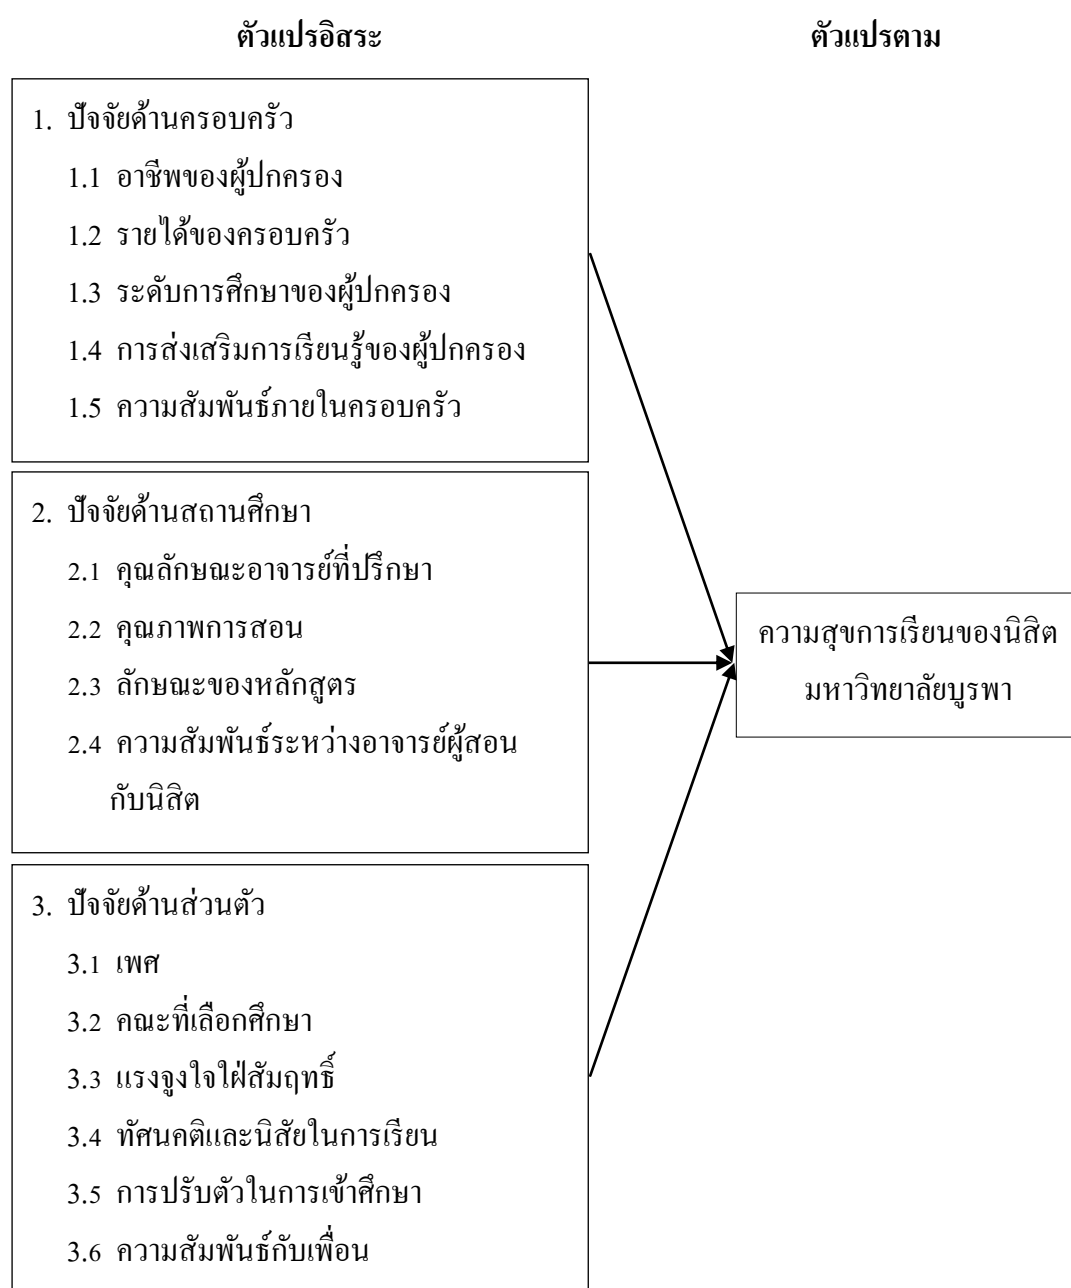 ตัวแปรอิสระ
ตัวแปรตาม
1. ปัจจัยด้านครอบครัว
1.1 อาชีพของผู้ปกครอง
1.2 รายได้ของครอบครัว
1.3 ระดับการศึกษาของผู้ปกครอง
1.4 การส่งเสริมการเรียนรู้ของผู้ปกครอง
1.5 ความสัมพันธ์ภายในครอบครัว
2. ปัจจัยด้านสถานศึกษา
2.1 คุณลักษณะอาจารย์ที่ปรึกษา
2.2 คุณภาพการสอน
2.3 ลักษณะของหลักสูตร
2.4 ความสัมพันธ์ระหว่างอาจารย์ผู้สอน
กับนิสิต
3. ปัจจัยด้านส่วนตัว
3.1 เพศ
3.2 คณะที่เลือกศึกษา
3.3 แรงจูงใจใฝ่สัมฤทธิ์
3.4 ทัศนคติและนิสัยในการเรียน
3.5 การปรับตัวในการเข้าศึกษา
3.6 ความสัมพันธ์กับเพื่อน
ความสุขการเรียนของนิสิต
มหาวิทยาลัยบูรพา